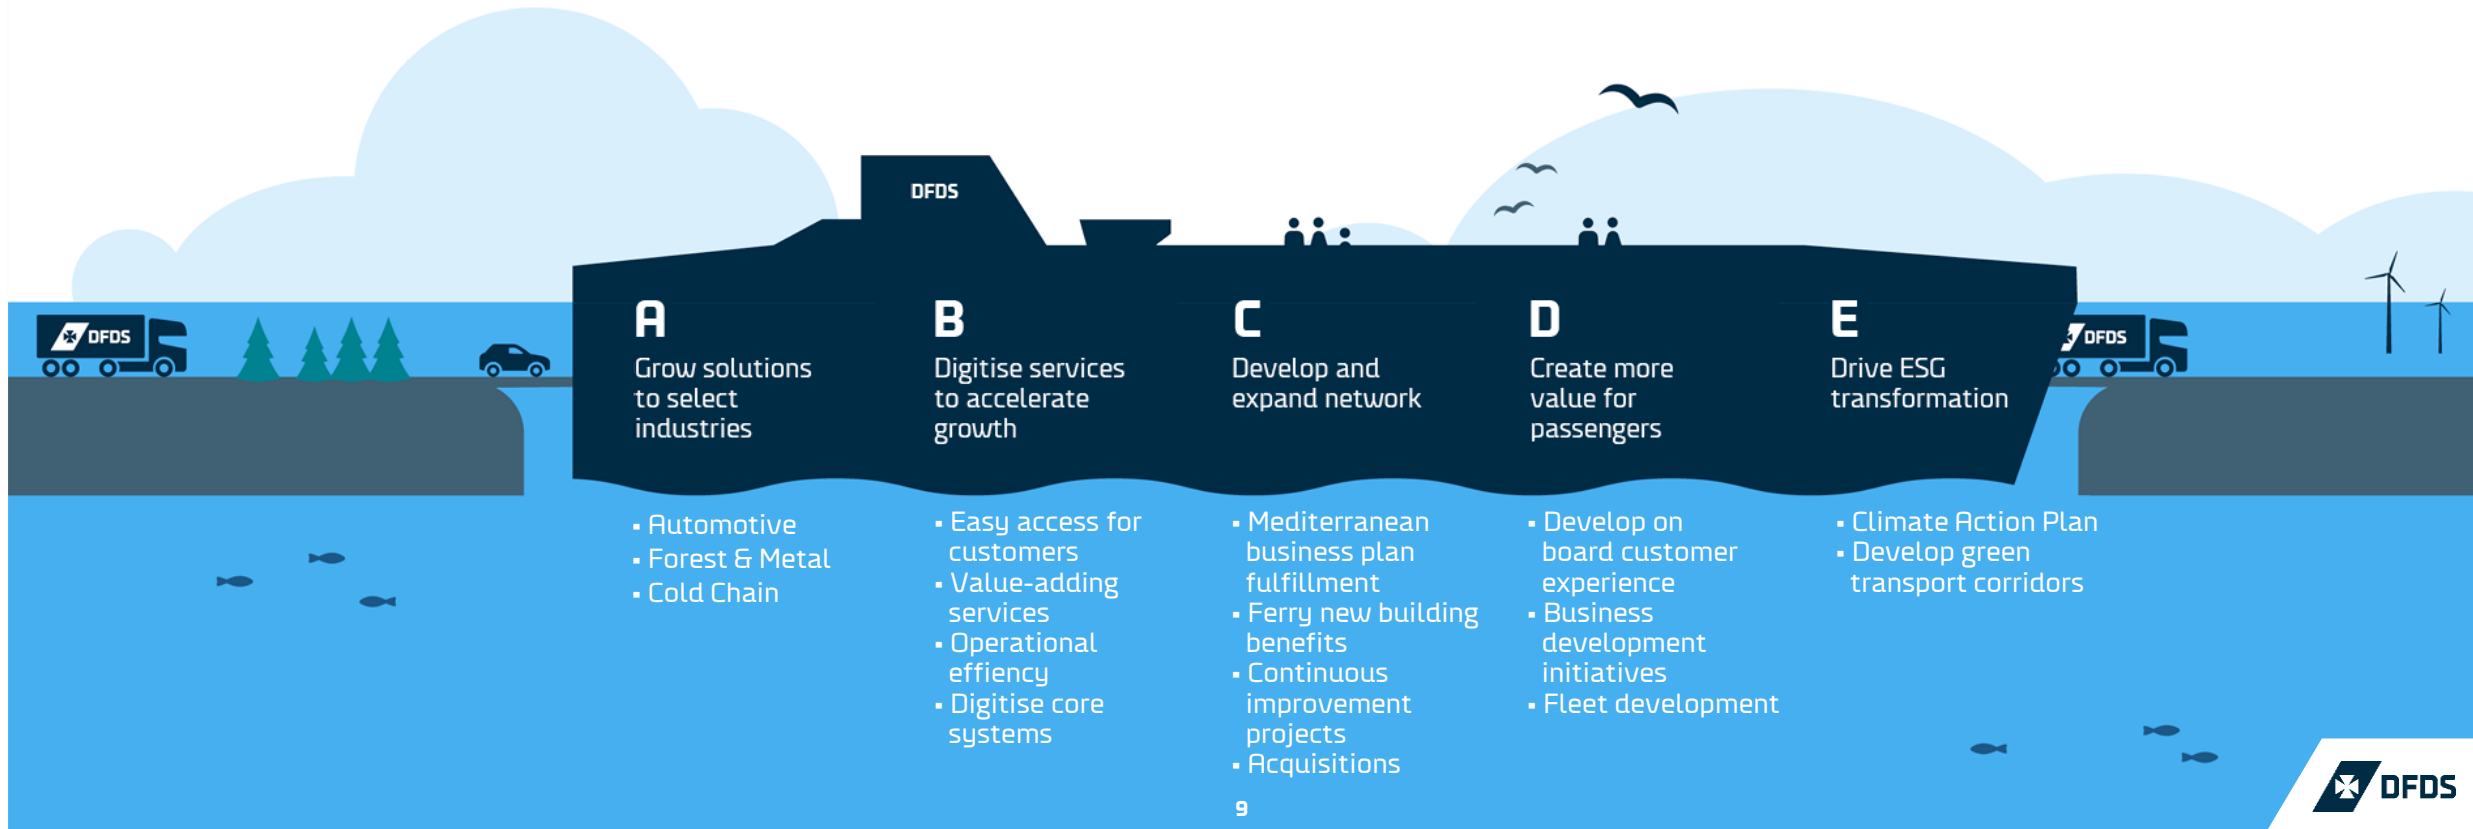 DFDS
DFDS
DFDS
A
Grow solutions
to select
industries
▪ Automotive
▪ Forest & Metal
▪ Cold Chain
B
Digitise services
to accelerate
growth
▪ Easy access for
customers
▪ Value-adding
services
▪ Operational
effiency
▪ Digitise core
systems
C
Develop and
expand network
▪ Mediterranean
business plan
fulfillment
▪ Ferry new building
benefits
▪ Continuous
improvement
projects
▪ Acquisitions
D
Create more
value for
passengers
▪ Develop on
board customer
experience
▪ Business
development
initiatives
▪ Fleet development
E
Drive ESG
transformation
▪ Climate Action Plan
▪ Develop green
transport corridors
9
DFDS